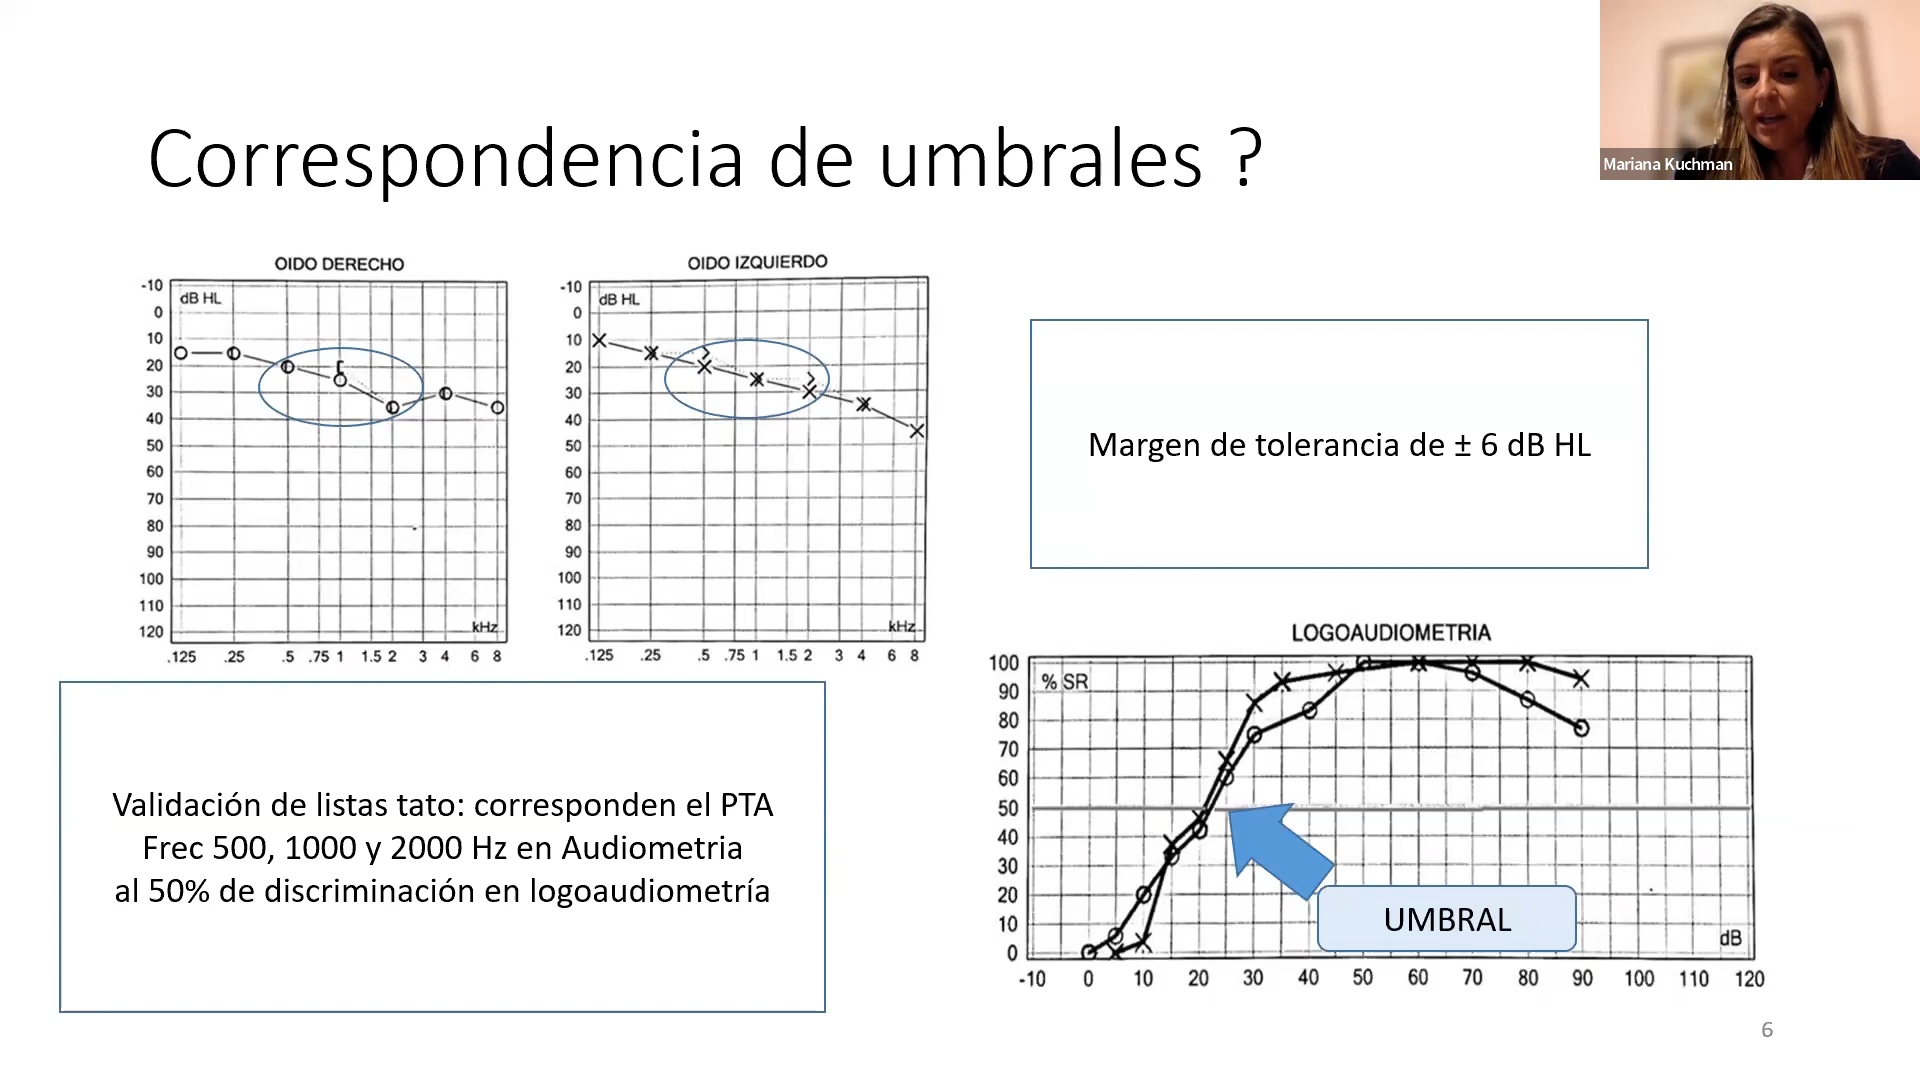 Mariana Kuchman
Correspondencia de umbrales ?
OIDO DERECHO
dB HL
-10
0
10
20
30
40
50
60
70
80
90
100
110
120
kHz
.125 .25 .5 .75 1 1.5 2 3 4 6 8
OIDO IZQUIERDO
dB HL
-10
0
10
20
30
40
50
60
70
80
90
100
110
120
kHz
.125 .25 .5 .75 1 1.5 2 3 4 6 8
Margen de tolerancia de ± 6 dB HL
Validación de listas tato: corresponden el PTA
Frec 500, 1000 y 2000 Hz en Audiometria
al 50% de discriminación en logoaudiometría
LOGOAUDIOMETRIA
% SR
100
90
80
70
60
50
40
30
20
10
0
UMBRAL
dB
-10 0 10 20 30 40 50 60 70 80 90 100 110 120
6